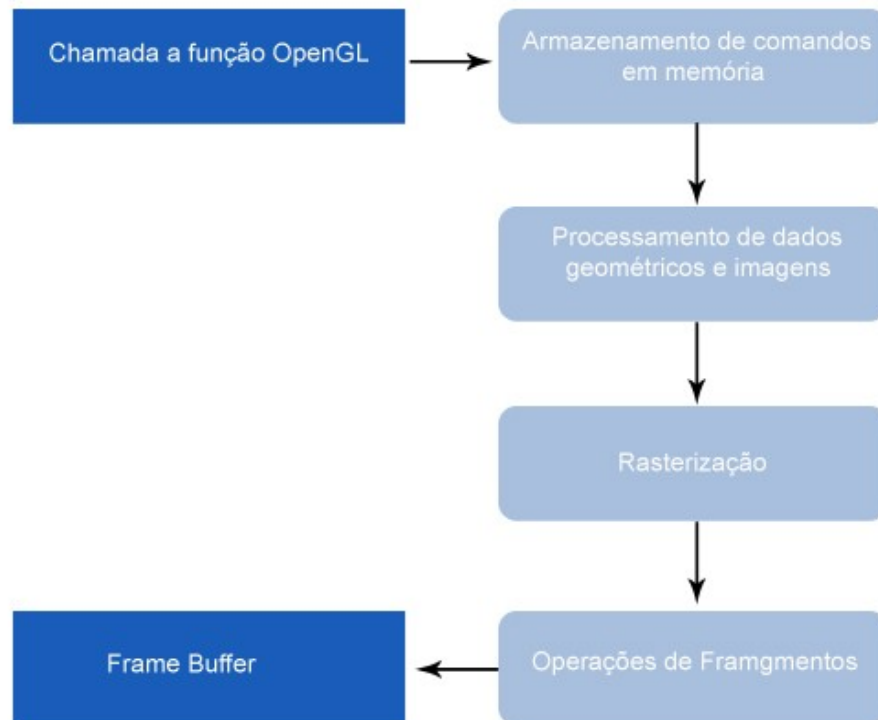 Chamada a função OpenGL
Armazenamento de comandos
em memória
Processamento de dados
geométricos e imagens
Rasterização
Operações de Framgmentos
Frame Buffer